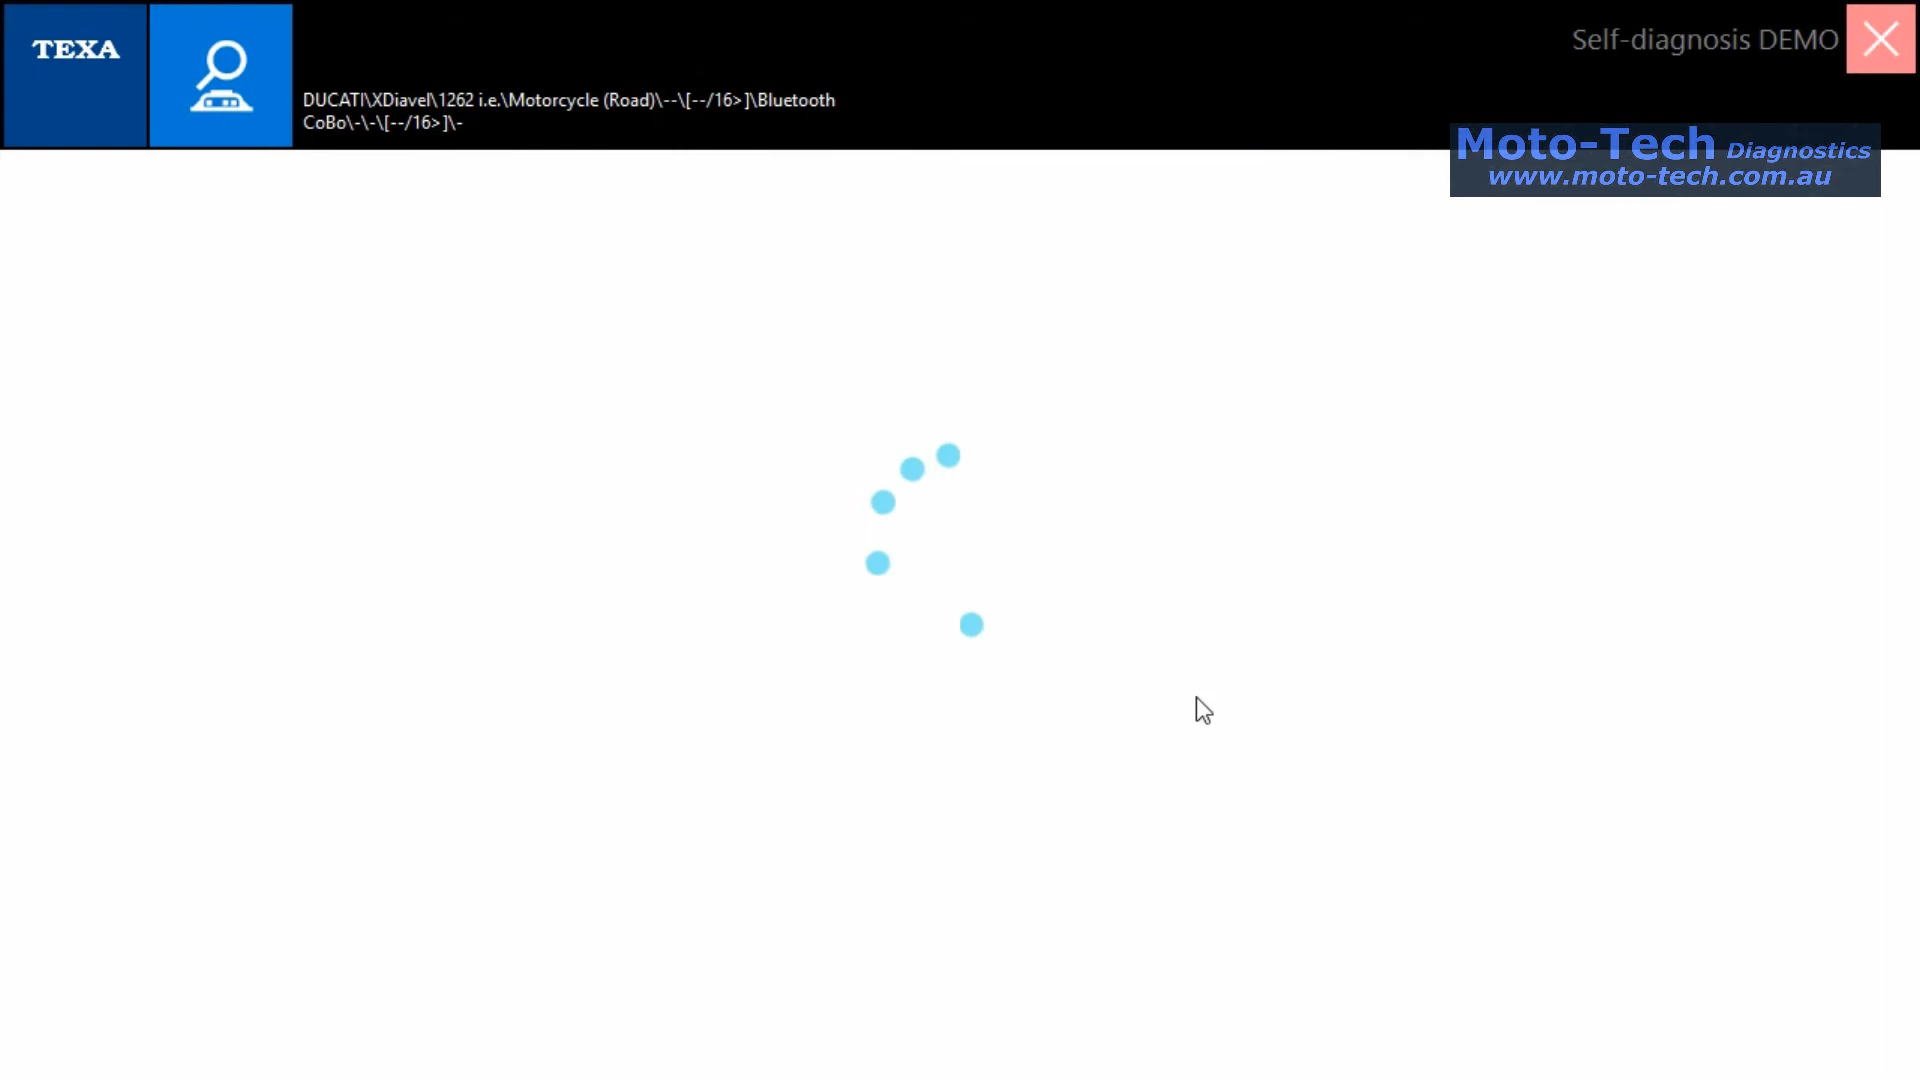 TEXA
Self-diagnosis DEMO
DUCATI\XDiavel\1262 i.e.\Motorcycle (Road)\--\[--/16>]\Bluetooth
CoBo\-\-\[--/16>]\-
Moto-Tech Diagnostics
www.moto-tech.com.au